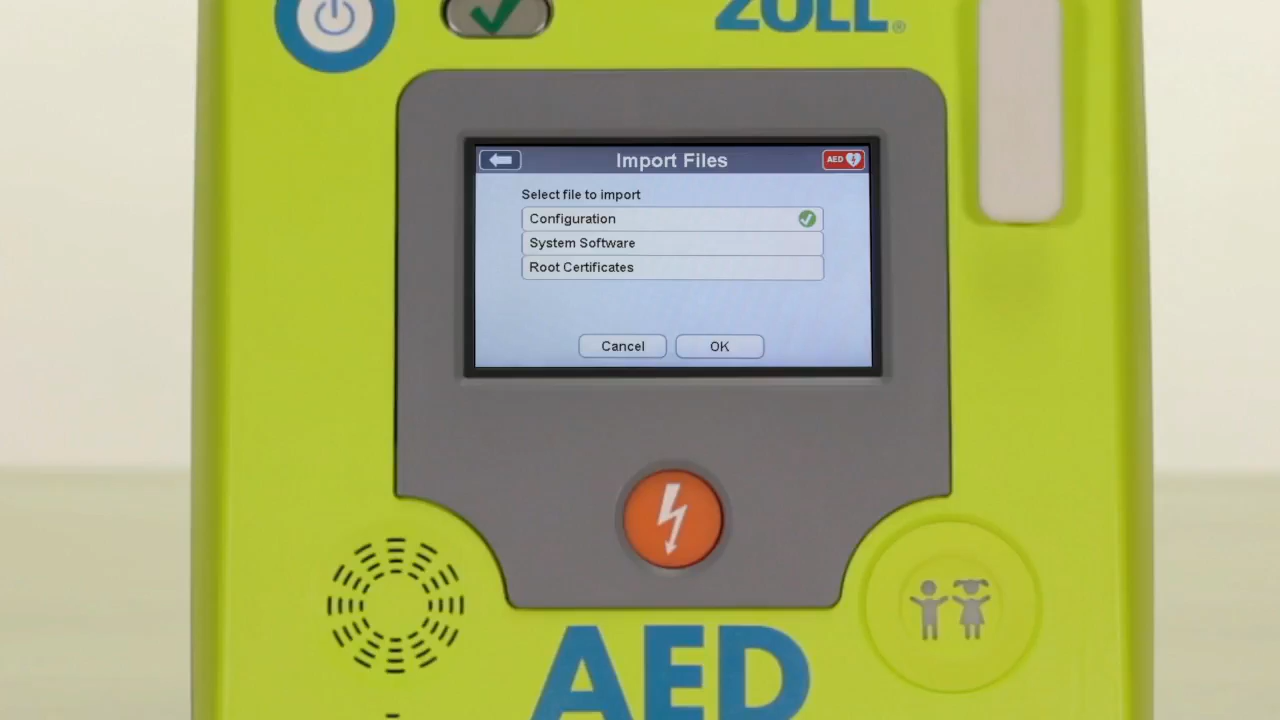 ZOLL®
Import Files
AED
Select file to import
Configuration
System Software
Root Certificates
Cancel
OK
AED